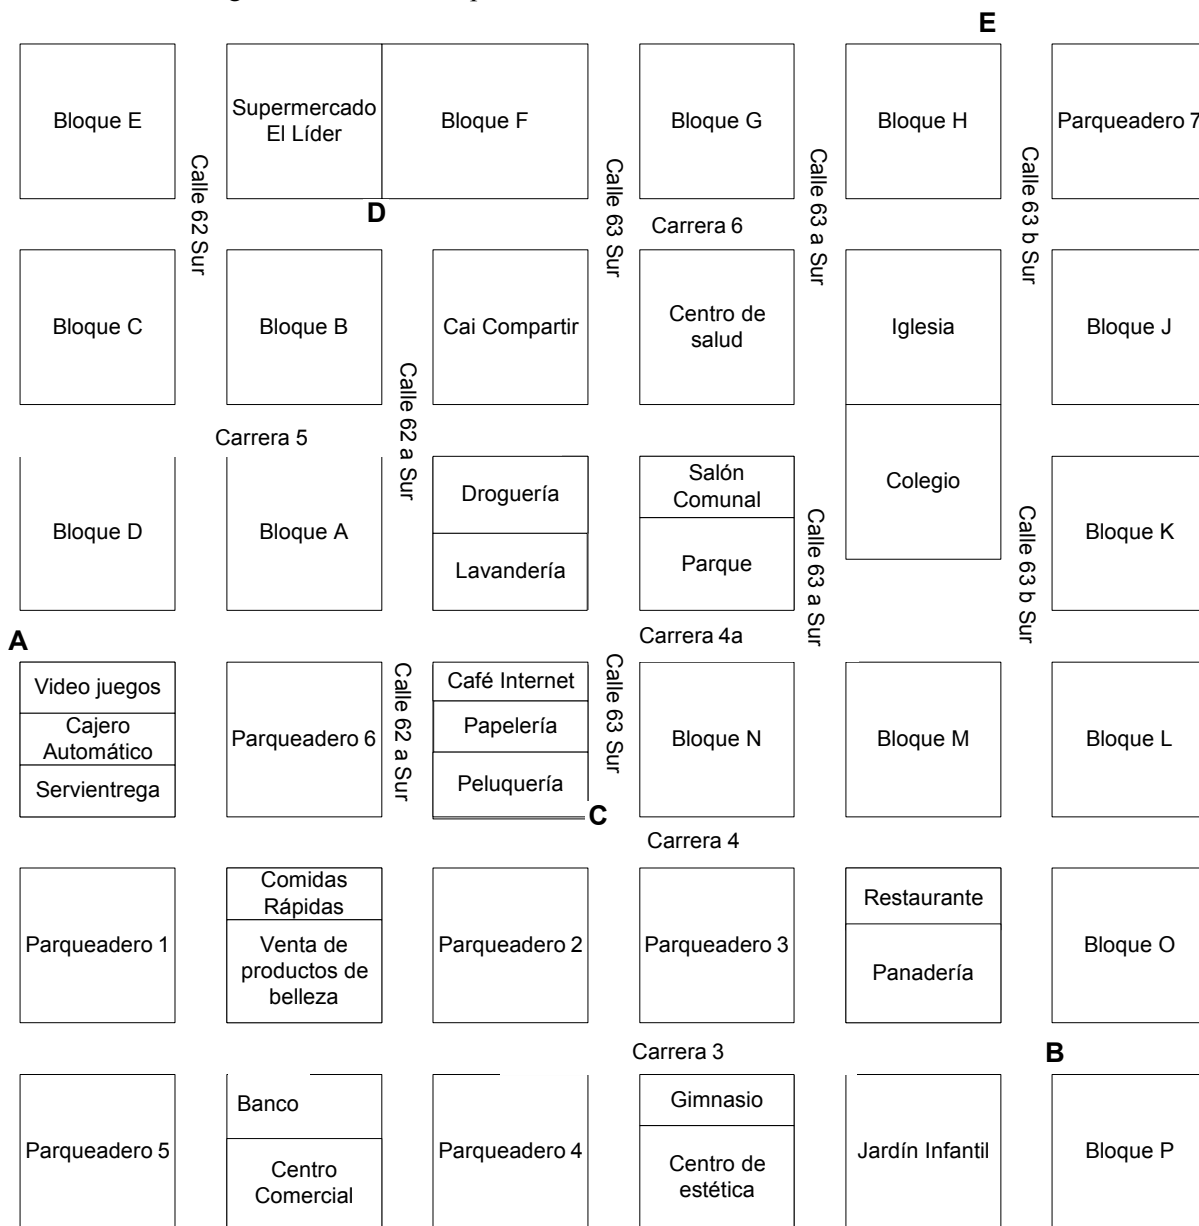 E
Bloque E
Supermercado
El Líder
Bloque F
Bloque G
Bloque H
Parqueadero 7
Calle 62 Sur
Calle 63 Sur
Calle 63 a Sur
Calle 63 b Sur
D
Carrera 6
Bloque C
Bloque B
Cai Compartir
Centro de
salud
Iglesia
Bloque J
Calle 62 a Sur
Carrera 5
Bloque D
Bloque A
Droguería
Lavandería
Salón
Comunal
Parque
Colegio
Bloque K
Calle 63 a Sur
Calle 63 b Sur
A
Carrera 4a
Video juegos
Cajero
Automático
Servientrega
Parqueadero 6
Calle 62 a Sur
Café Internet
Papelería
Peluquería
Calle 63 Sur
Bloque N
Bloque M
Bloque L
C
Carrera 4
Parqueadero 1
Comidas
Rápidas
Venta de
productos de
belleza
Parqueadero 2
Parqueadero 3
Restaurante
Panadería
Bloque O
Carrera 3
B
Parqueadero 5
Banco
Centro
Comercial
Parqueadero 4
Gimnasio
Centro de
estética
Jardín Infantil
Bloque P